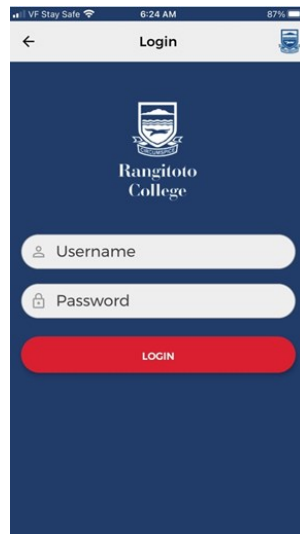 VF Stay Safe 6:24 AM 87%
Login
Rangitoto
College
Username
Password
LOGIN